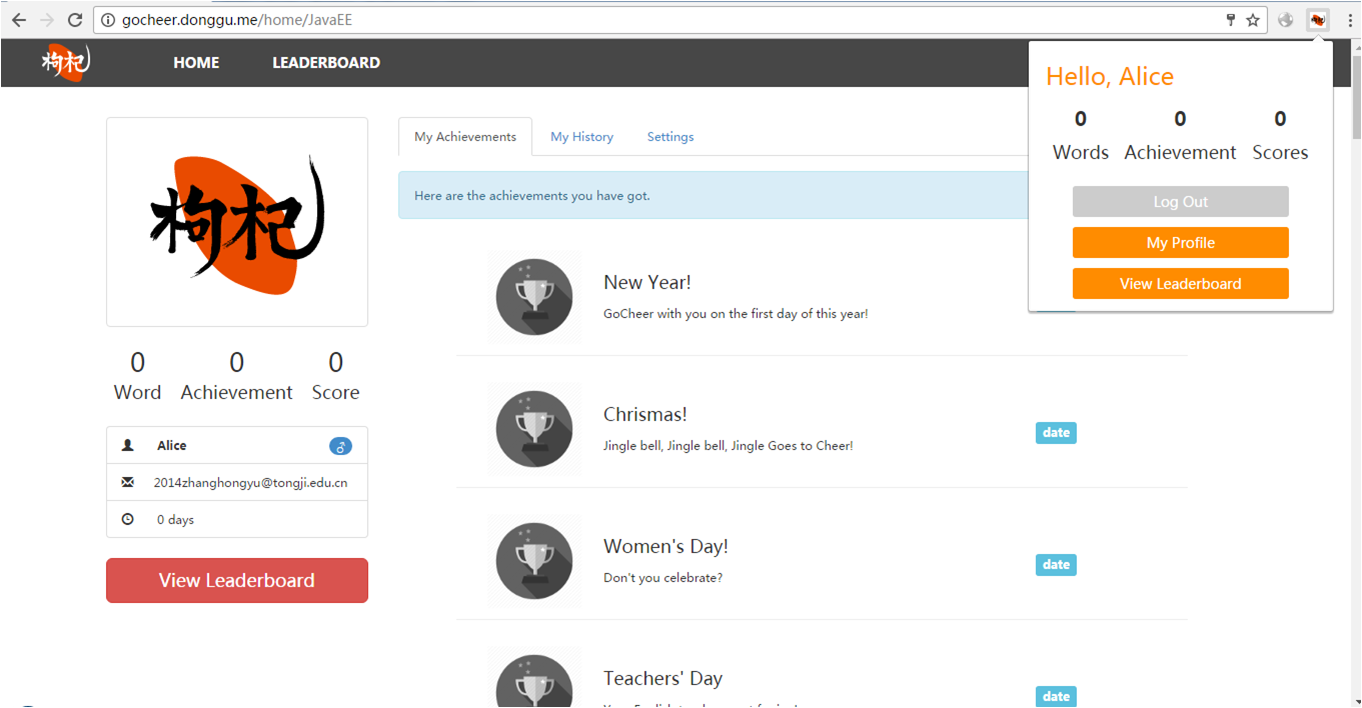 gocheer.donggu.me/home/JavaEE
枸杞
HOME
LEADERBOARD
Hello, Alice
0 0 0
Words Achievement Scores
Log Out
My Profile
View Leaderboard
枸杞
0 0 0
Word Achievement Score
Alice
2014zhanghongyu@tongji.edu.cn
0 days
View Leaderboard
My Achievements My History Settings
Here are the achievements you have got.
New Year!
GoCheer with you on the first day of this year!
Chrismas!
Jingle bell, Jingle bell, Jingle Goes to Cheer!
date
Women's Day!
Don't you celebrate?
date
Teachers' Day
date